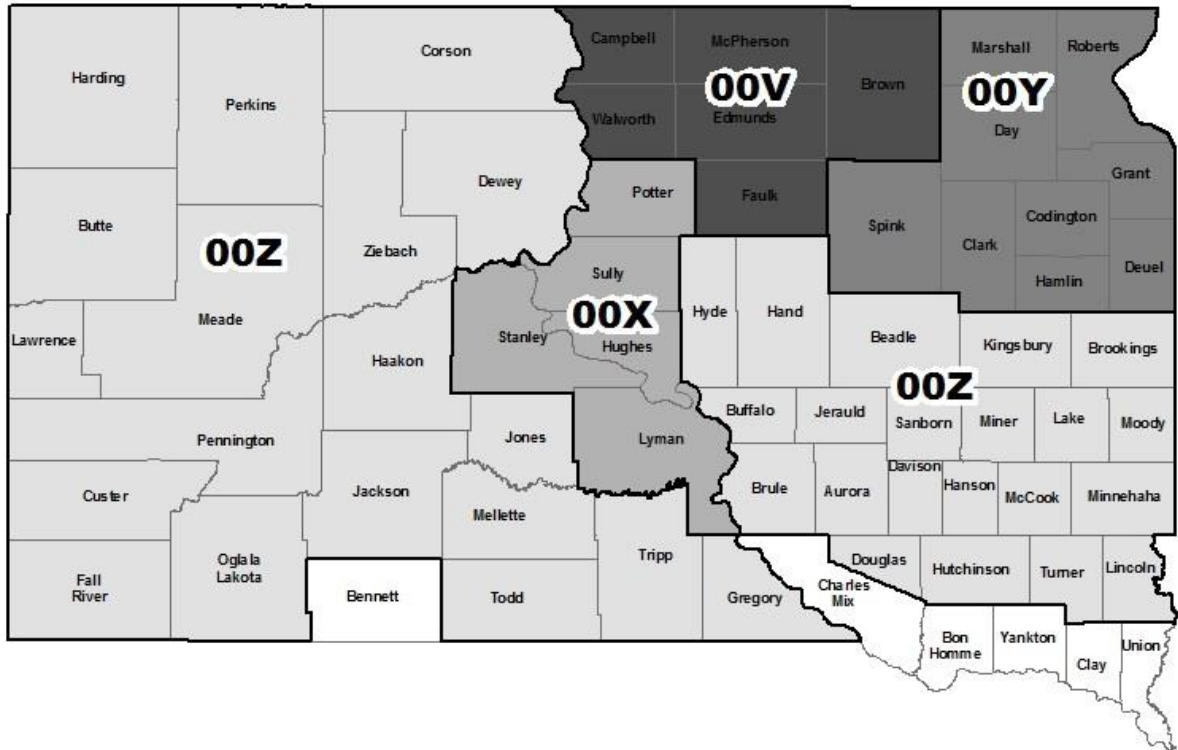 Campbell
McPherson
Marshall
Roberts
Corson
Harding
Brown
00V
00Y
Perkins
Walworth
Edmunds
Day
Dewey
Grant
Potter
Faulk
Butte
Spink
Codington
00Z
Ziebach
Clark
Sully
Hamlin
Deuel
Meade
00X
Hyde
Hand
Lawrence
Stanley
Hughes
Beadle
Kingsbury
Brookings
Haakon
00Z
Buffalo
Jerauld
Sanborn
Miner
Lake
Moody
Pennington
Jones
Lyman
Davison
Custer
Jackson
Brule
Aurora
Hanson
McCook
Minnehaha
Mellette
Oglala
Lakota
Tripp
Douglas
Hutchinson
Turner
Lincoln
Fall
River
Bennett
Todd
Gregory
Charles
Mix
Bon
Homme
Yankton
Clay
Union